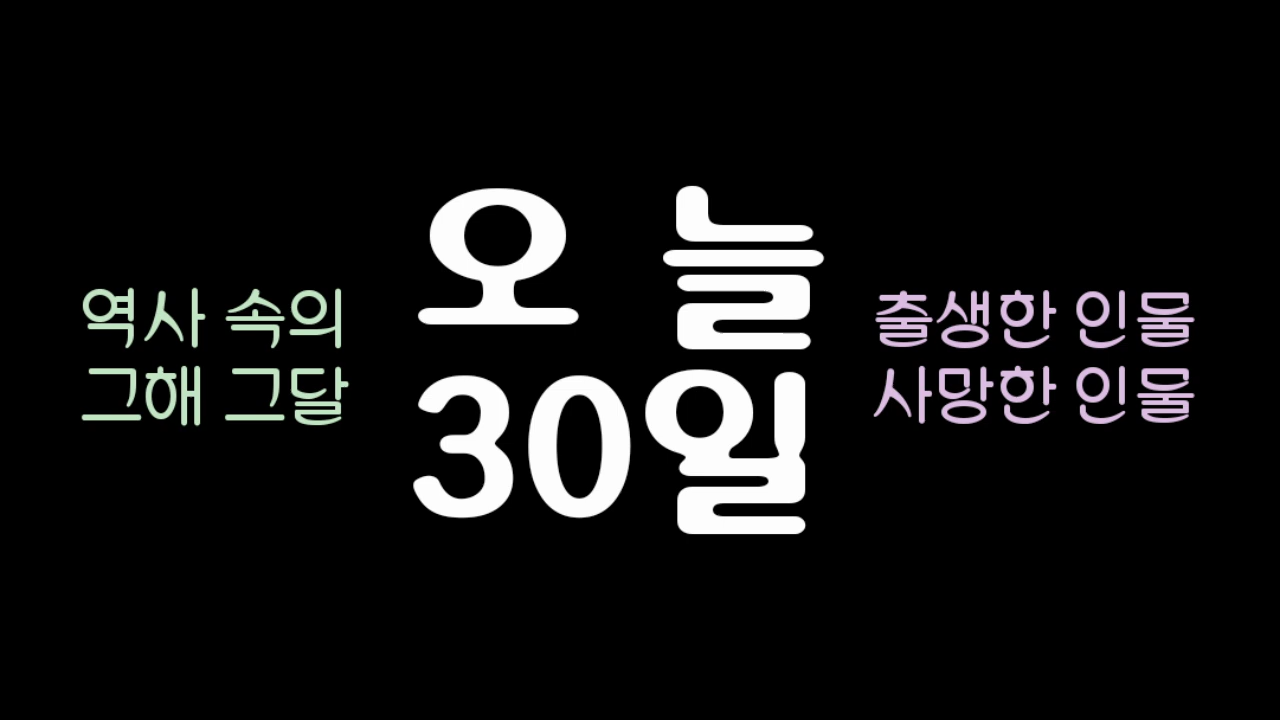 역사 속의
그해 그달
오 늘
30일
출생한 인물
사망한 인물